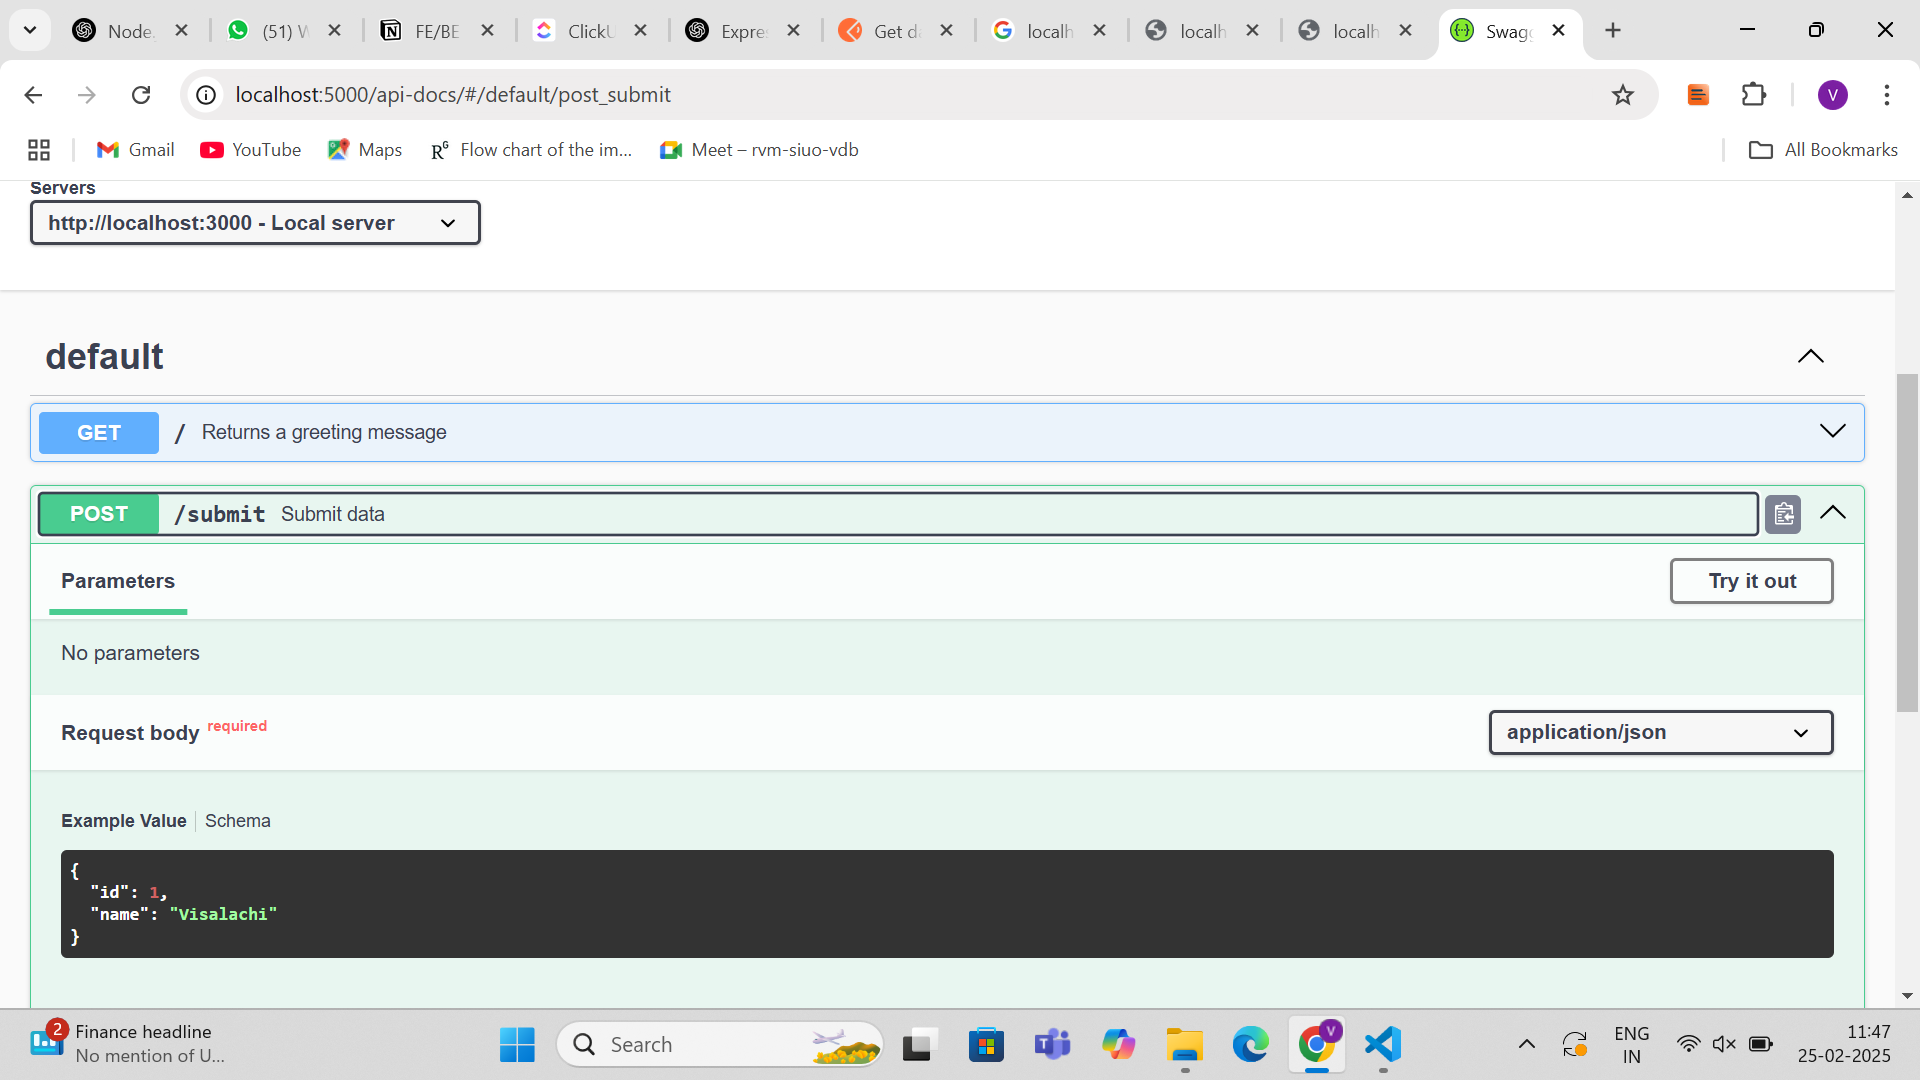 Node.
(51) W
FE/BE
ClickU
Expre
Get da
localh
localh
localh
Swagg
localhost:5000/api-docs/#/default/post_submit
V
Gmail
YouTube
Maps
RG Flow chart of the im...
Meet – rvm-siuo-vdb
All Bookmarks
Servers
http://localhost:3000 - Local server
default
GET / Returns a greeting message
POST /submit Submit data
Parameters
Try it out
No parameters
Request body required
application/json
Example Value
Schema
{
"id": 1,
"name": "Visalachi"
}
2
Finance headline
No mention of U...
Search
V
ENG
IN
11:47
25-02-2025